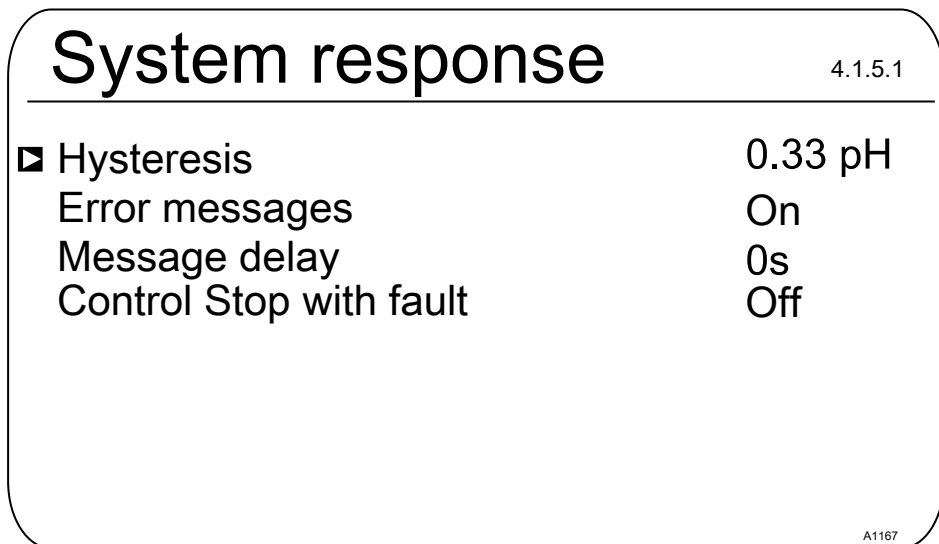 System response 4.1.5.1
Hysteresis 0.33 pH
Error messages On
Message delay 0s
Control Stop with fault Off
A1167